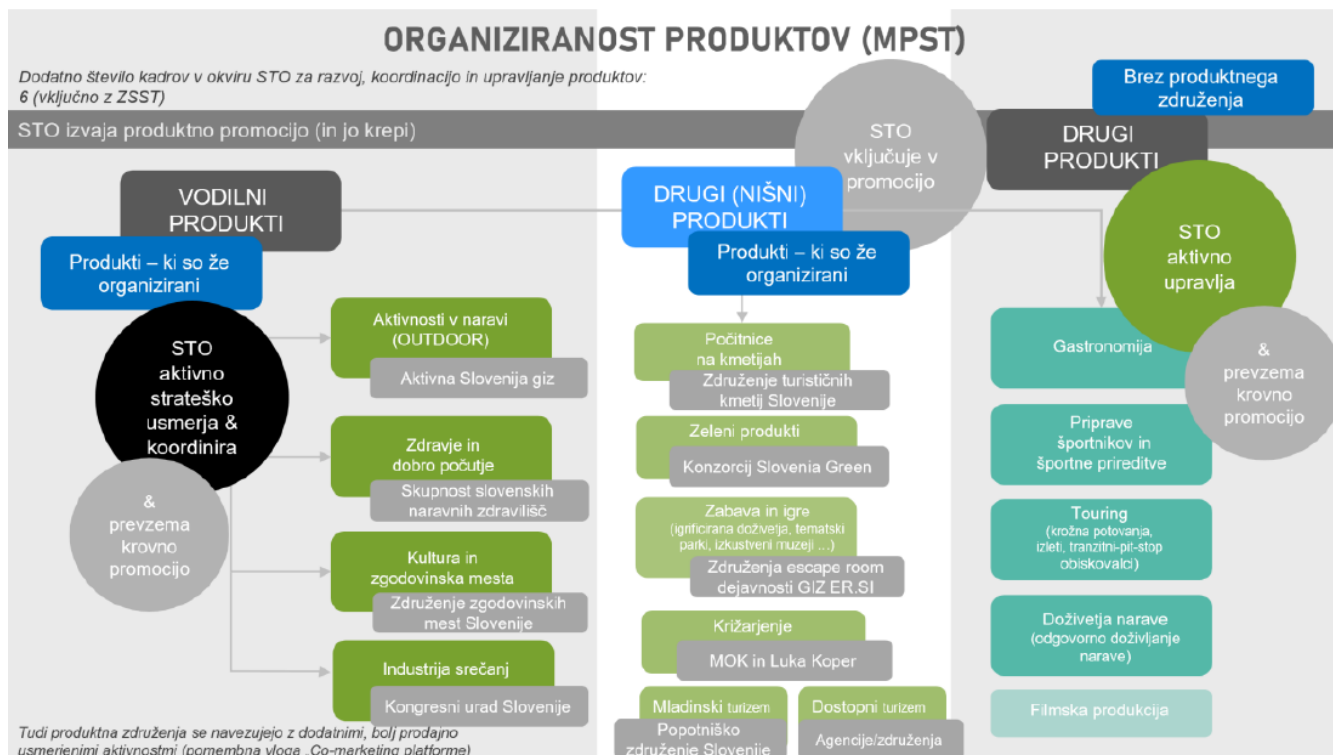 ORGANIZIRANOST PRODUKTOV (MPST)
Dodatno število kadrov v okviru STO za razvoj, koordinacijo in upravljanje produktov:
6 (vključno z ZSST)
STO izvaja produktno promocijo (in jo krepi)
VODILNI
PRODUKTI
Produkti – ki so že
organizirani
STO
aktivno
strateško
usmerja &
koordinira
&
prevzema
krovno
promocijo
Aktivnosti v naravi
(OUTDOOR)
Aktivna Slovenija giz
Zdravje in
dobro počutje
Skupnost slovenskih
naravnih zdravilišč
Kultura in
zgodovinska mesta
Združenje zgodovinskih
mest Slovenije
Industrija srečanj
Kongresni urad Slovenije
Tudi produktna združenja se navezujejo z dodatnimi, bolj prodajno
usmerjenimi aktivnostmi (pomembna vloga „Co-marketing platforme)
STO
vključuje v
promocijo
DRUGI (NIŠNI)
PRODUKTI
Produkti – ki so že
organizirani
Počitnice
na kmetijah
Združenje turističnih
kmetij Slovenije
Zeleni produkti
Konzorcij Slovenia Green
Zabava in igre
(igrificirana doživetja, tematski
parki, izkustveni muzeji ...)
Združenja escape room
dejavnosti GIZ ER.SI
Križarjenje
MOK in Luka Koper
Mladinski turizem
Popotniško
združenje Slovenije
Dostopni turizem
Agencije/združenja
Brez produktnega
združenja
DRUGI
PRODUKTI
STO
aktivno
upravlja
&
prevzema
krovno
promocijo
Gastronomija
Priprave
športnikov in
športne prireditve
Touring
(krožna potovanja,
izleti, tranzitni-pit-stop
obiskovalci)
Doživetja narave
(odgovorno doživljanje
narave)
Filmska produkcija